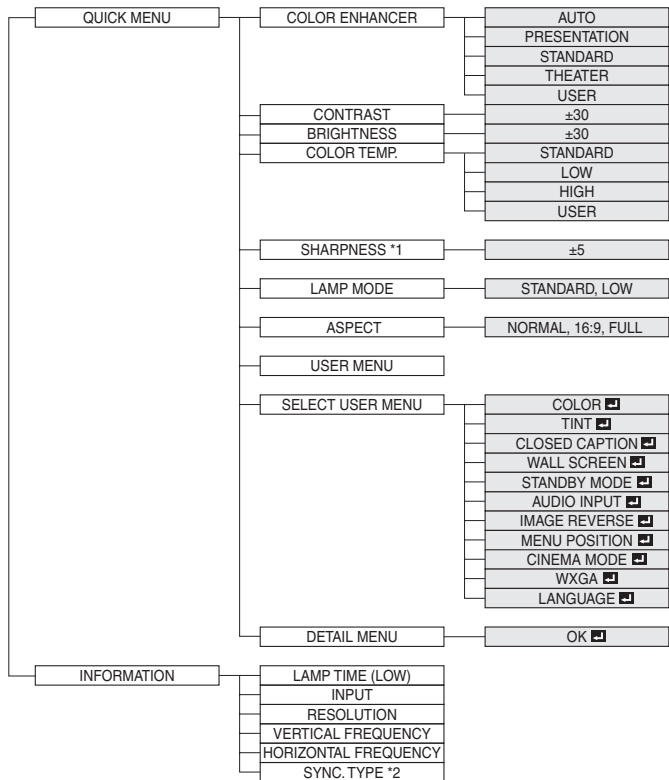 QUICK MENU COLOR ENHANCER AUTO
PRESENTATION
STANDARD
THEATER
USER
CONTRAST ±30
BRIGHTNESS ±30
COLOR TEMP. STANDARD
LOW
HIGH
USER
SHARPNESS *1 ±5
LAMP MODE STANDARD, LOW
ASPECT NORMAL, 16:9, FULL
USER MENU
SELECT USER MENU COLOR
TINT
CLOSED CAPTION
WALL SCREEN
STANDBY MODE
AUDIO INPUT
IMAGE REVERSE
MENU POSITION
CINEMA MODE
WXGA
LANGUAGE
DETAIL MENU OK
INFORMATION LAMP TIME (LOW)
INPUT
RESOLUTION
VERTICAL FREQUENCY
HORIZONTAL FREQUENCY
SYNC. TYPE *2